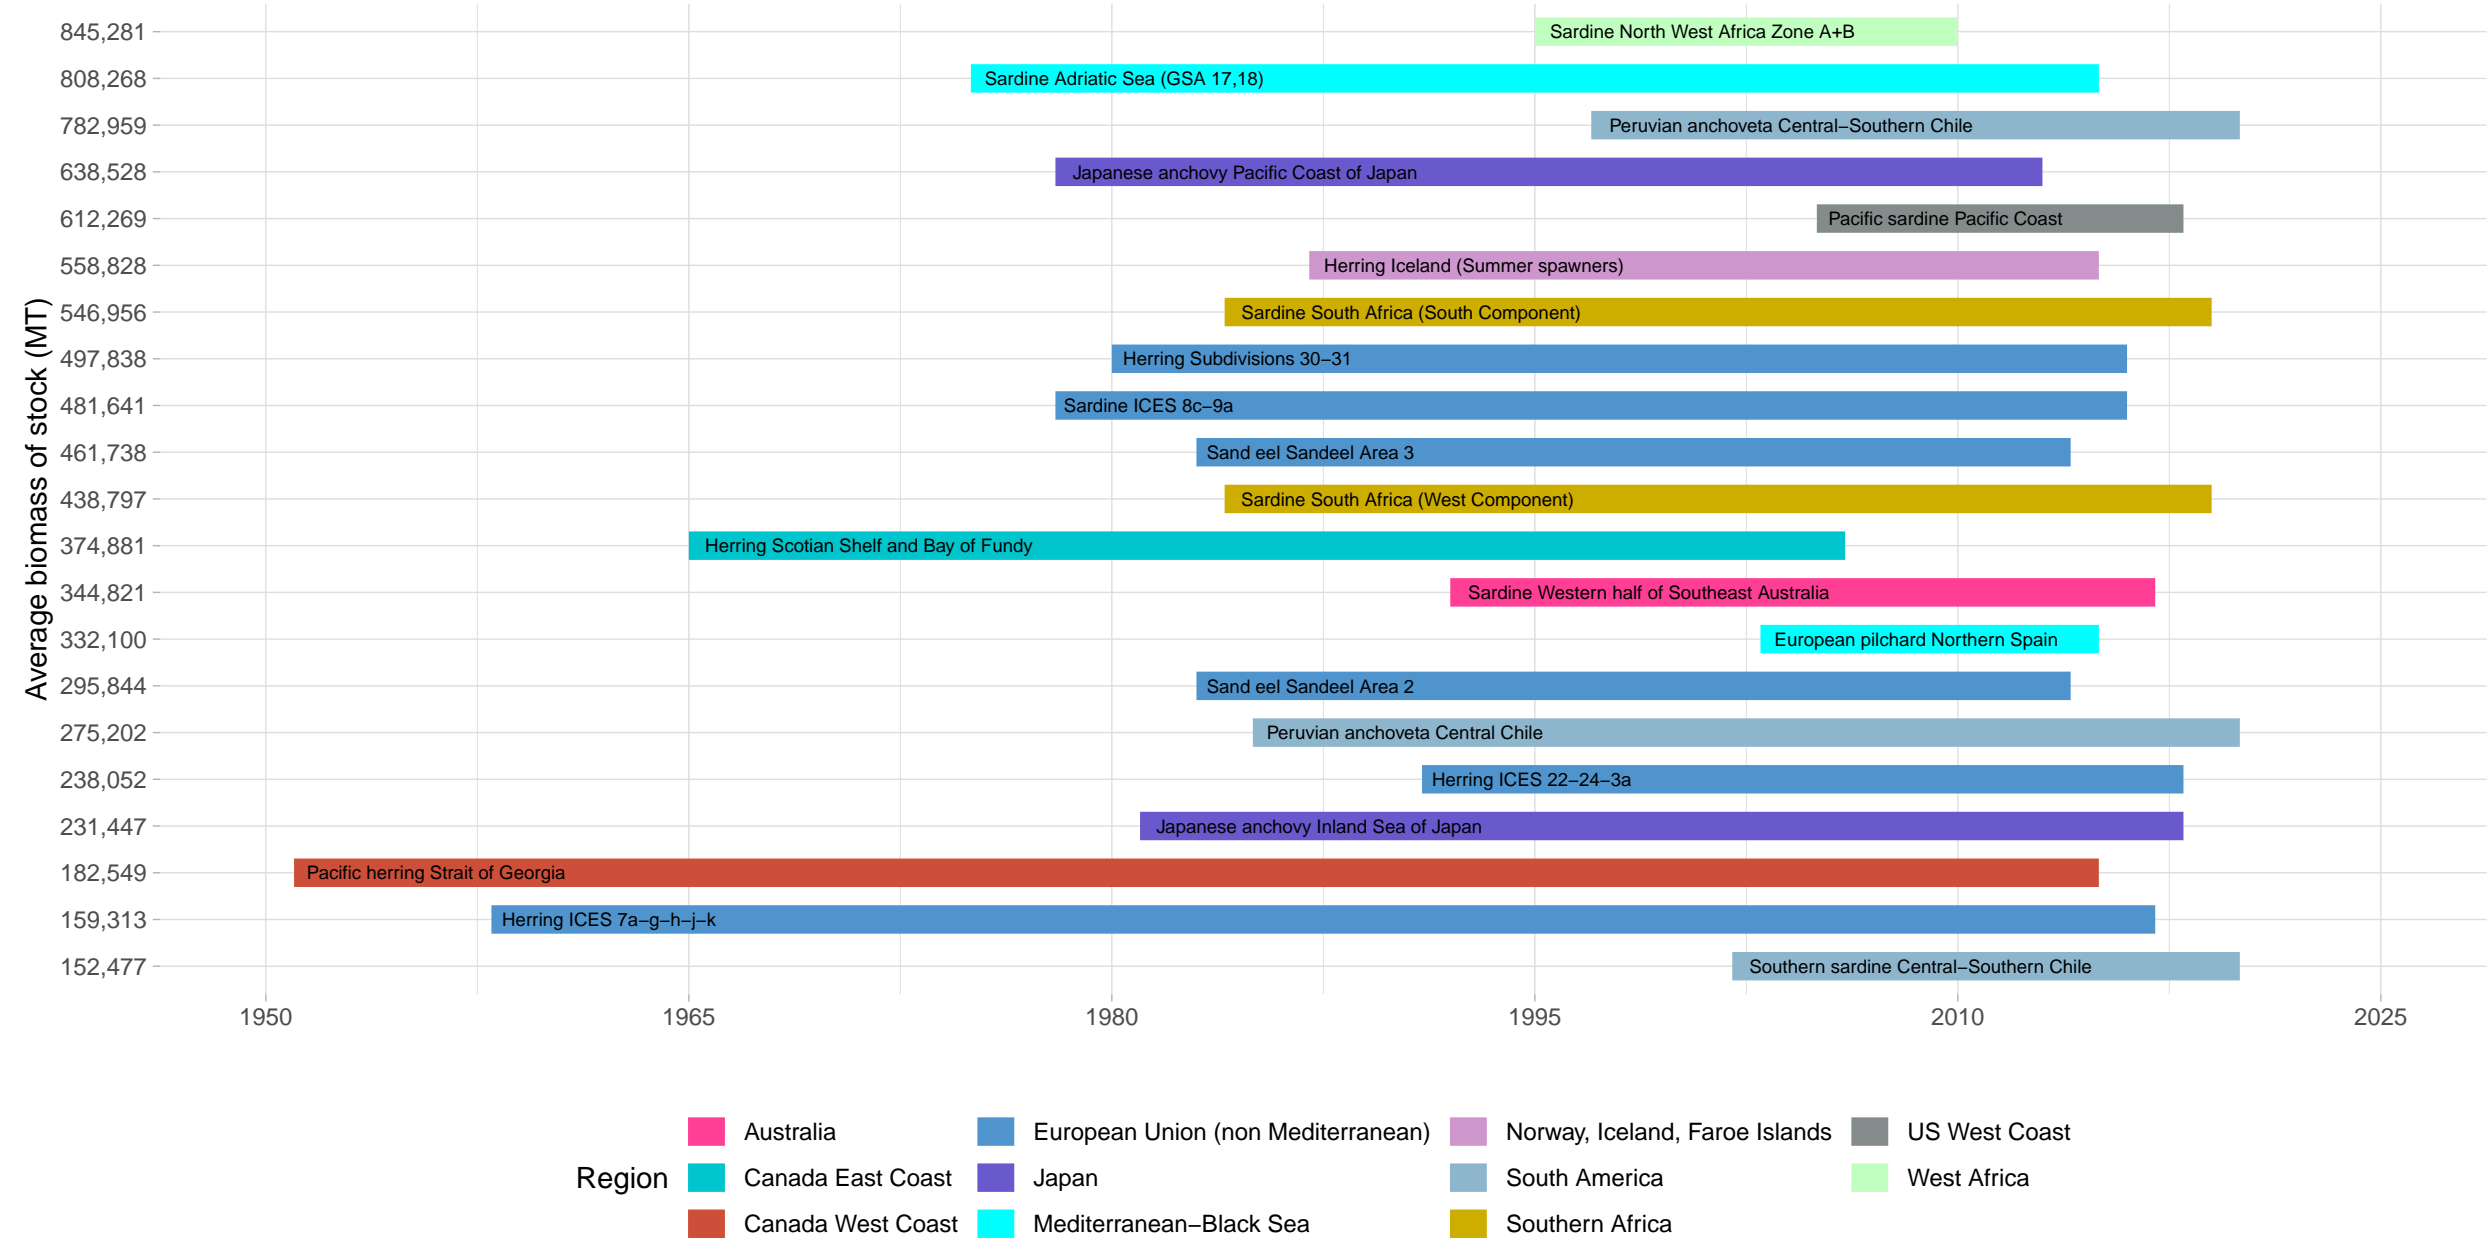 845,281 Sardine North West Africa Zone A+B
808,268 Sardine Adriatic Sea (GSA 17,18)
782,959 Peruvian anchoveta Central−Southern Chile
638,528 Japanese anchovy Pacific Coast of Japan
612,269 Pacific sardine Pacific Coast
558,828 Herring Iceland (Summer spawners)
546,956 Sardine South Africa (South Component)
497,838 Herring Subdivisions 30−31
481,641 Sardine ICES 8c−9a
461,738 Sand eel Sandeel Area 3
438,797 Sardine South Africa (West Component)
374,881 Herring Scotian Shelf and Bay of Fundy
344,821 Sardine Western half of Southeast Australia
332,100 European pilchard Northern Spain
295,844 Sand eel Sandeel Area 2
275,202 Peruvian anchoveta Central Chile
238,052 Herring ICES 22−24−3a
231,447 Japanese anchovy Inland Sea of Japan
182,549 Pacific herring Strait of Georgia
159,313 Herring ICES 7a−g−h−j−k
152,477 Southern sardine Central−Southern Chile
Average biomass of stock (MT)
1950 1965 1980 1995 2010 2025
Region
Australia
Canada East Coast
Canada West Coast
European Union (non Mediterranean)
Japan
Mediterranean−Black Sea
Norway, Iceland, Faroe Islands
South America
Southern Africa
US West Coast
West Africa